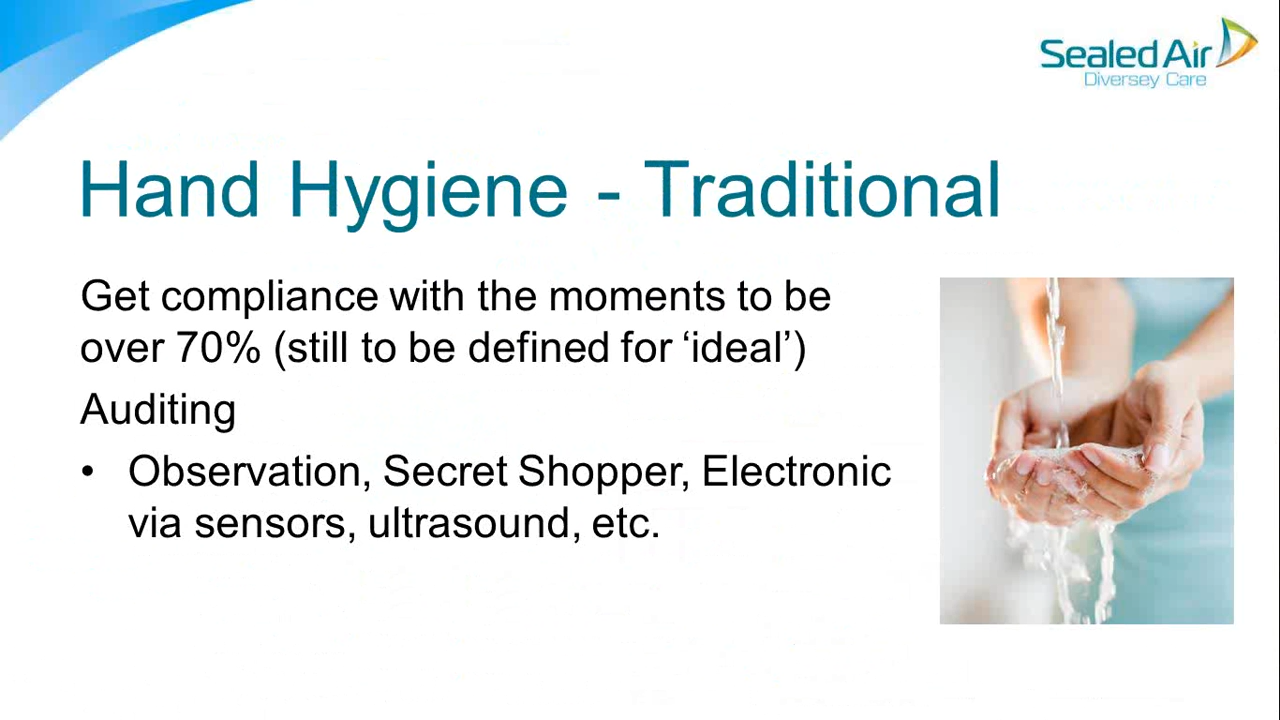 Sealed Air
Diversey Care
Hand Hygiene - Traditional
Get compliance with the moments to be
over 70% (still to be defined for ‘ideal’)
Auditing
• Observation, Secret Shopper, Electronic
via sensors, ultrasound, etc.